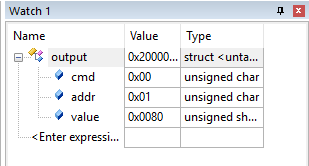 Watch 1
Name Value Type
output 0x20000... struct <unta...
cmd 0x00 unsigned char
addr 0x01 unsigned char
value 0x0080 unsigned sh...
<Enter expressi...